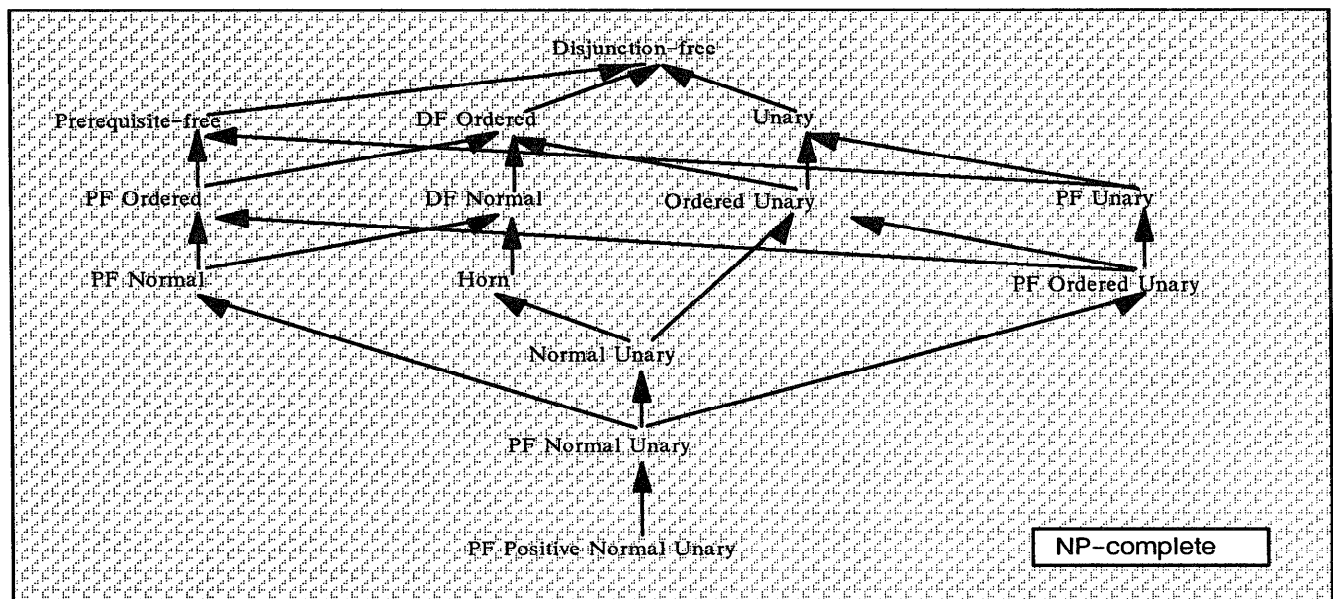 Disjunction-free
Prerequisite-free
DF Ordered
Unary
PF Ordered
DF Normal
Ordered Unary
PF Unary
PF Normal
Horn
PF Ordered Unary
Normal Unary
PF Normal Unary
PF Positive Normal Unary
NP-complete